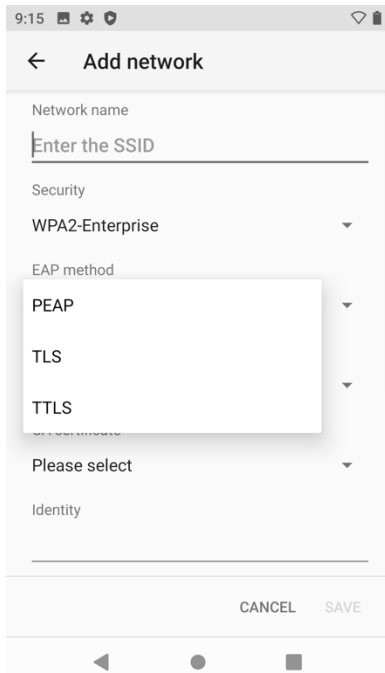 9:15
Add network
Network name
Enter the SSID
Security
WPA2-Enterprise
EAP method
PEAP
TLS
TTLS
Please select
Identity
CANCEL SAVE